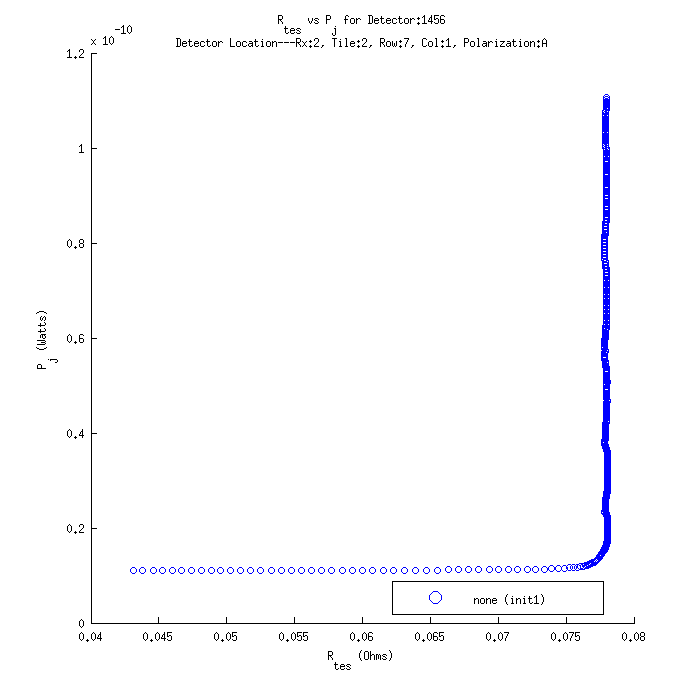 R_tes vs P_j for Detector:1456
Detector Location---Rx:2, Tile:2, Row:7, Col:1, Polarization:A
x 10^-10
1.2
1
0.8
0.6
0.4
0.2
0
P_j (Watts)
none (init1)
0.04 0.045 0.05 0.055 0.06 0.065 0.07 0.075 0.08
R_tes (Ohms)